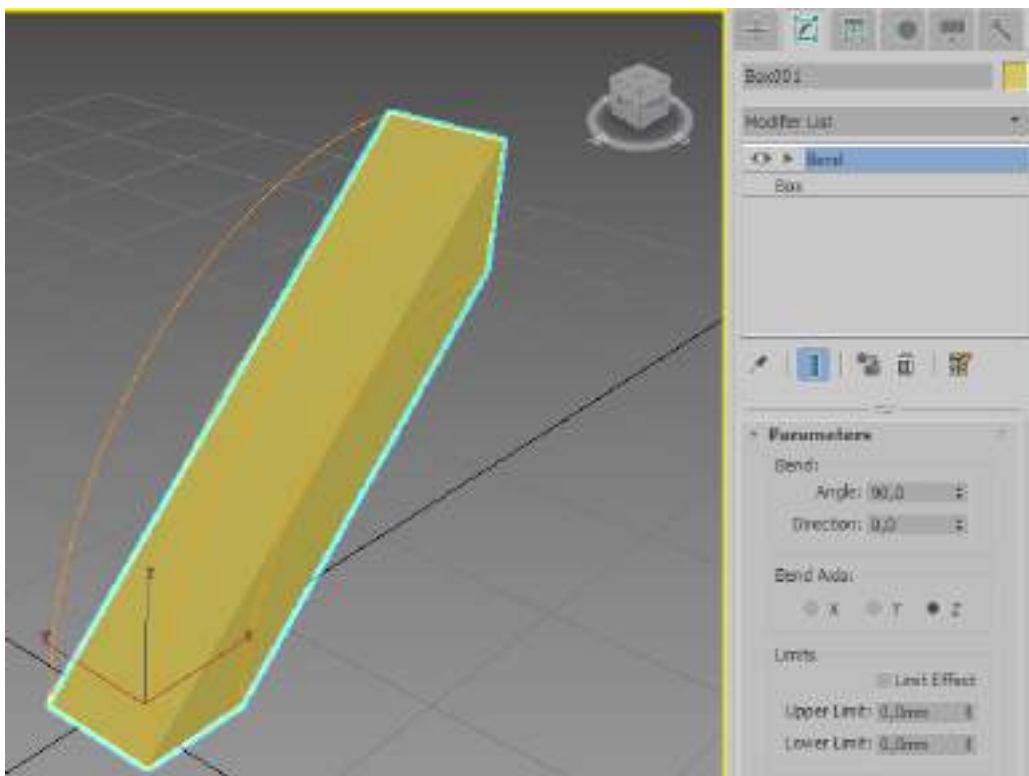 Box001
Modifier List
Bend
Box
Parameters
Bend:
Angle: 90,0
Direction: 0,0
Bend Axis:
X Y Z
Limits
Limit Effect
Upper Limit: 0,0mm
Lower Limit: 0,0mm
z